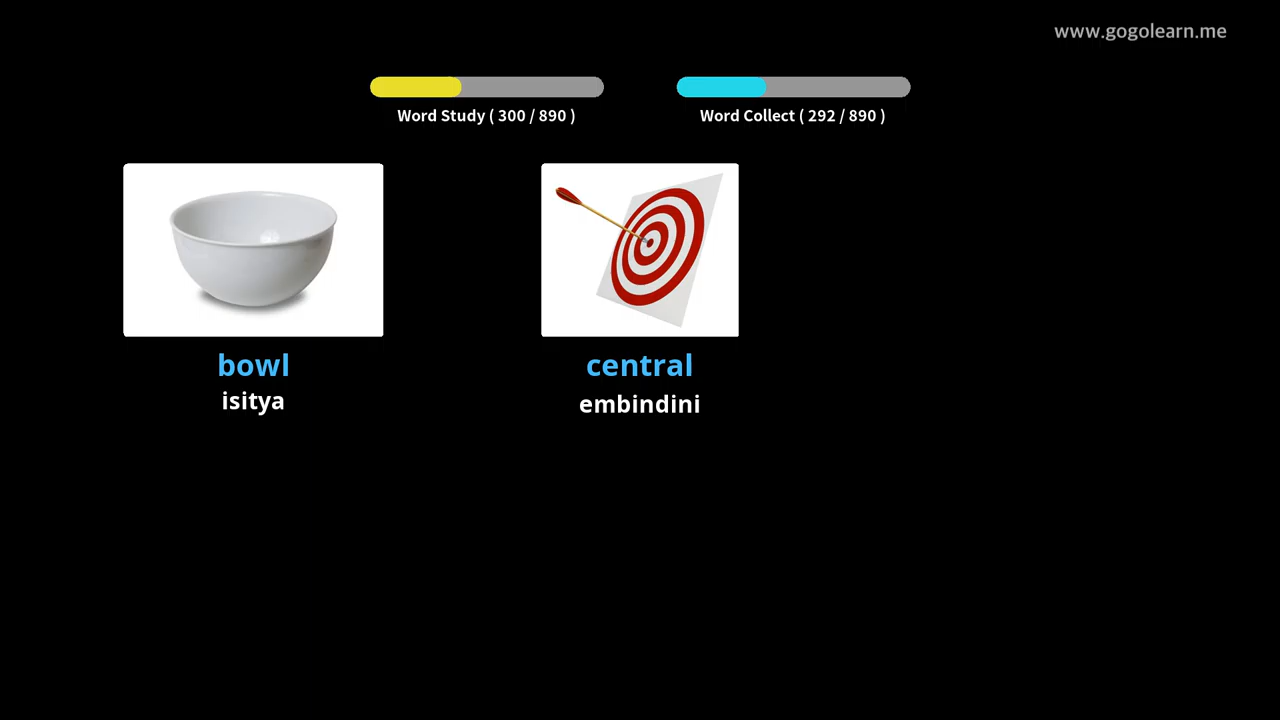 www.gogolearn.me
Word Study ( 300 / 890 )
Word Collect ( 292 / 890 )
bowl
isitya
central
embindini